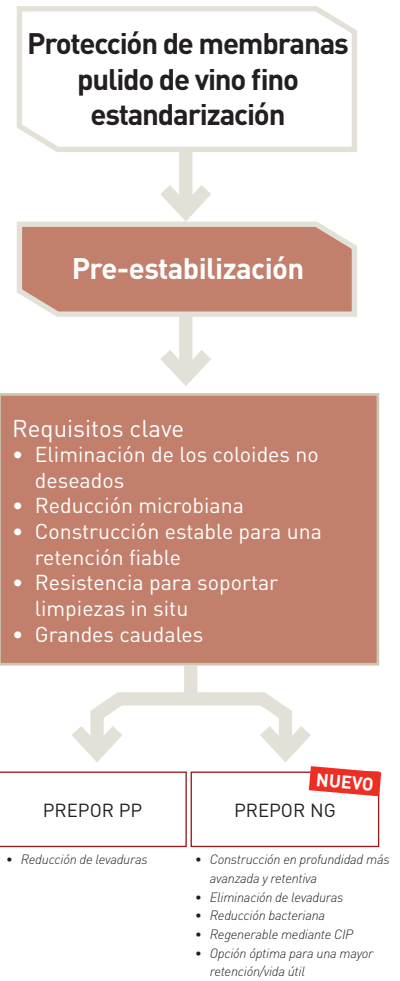 Protección de membranas
pulido de vino fino
estandarización
Pre-estabilización
Requisitos clave
• Eliminación de los coloides no
deseados
• Reducción microbiana
• Construcción estable para una
retención fiable
• Resistencia para soportar
limpiezas in situ
• Grandes caudales
PREPOR PP
• Reducción de levaduras
NUEVO
PREPOR NG
• Construcción en profundidad más
avanzada y retentiva
• Eliminación de levaduras
• Reducción bacteriana
• Regenerable mediante CIP
• Opción óptima para una mayor
retención/vida útil